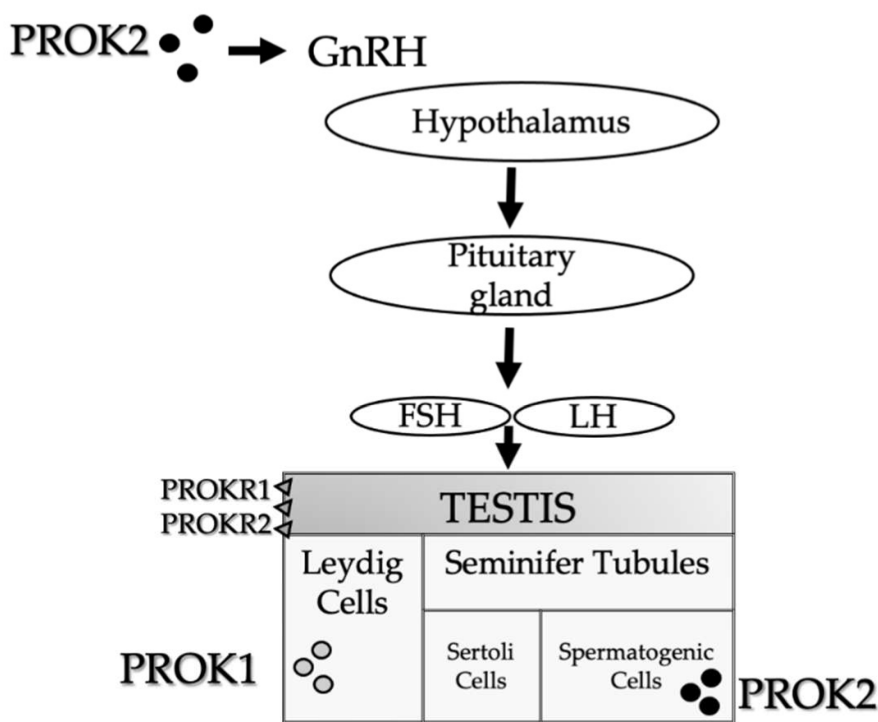 PROK2
GnRH
Hypothalamus
Pituitary
gland
FSH
LH
PROKR1
PROKR2
TESTIS
Leydig
Cells
Seminifer Tubules
Sertoli
Cells
Spermatogenic
Cells
PROK1
PROK2